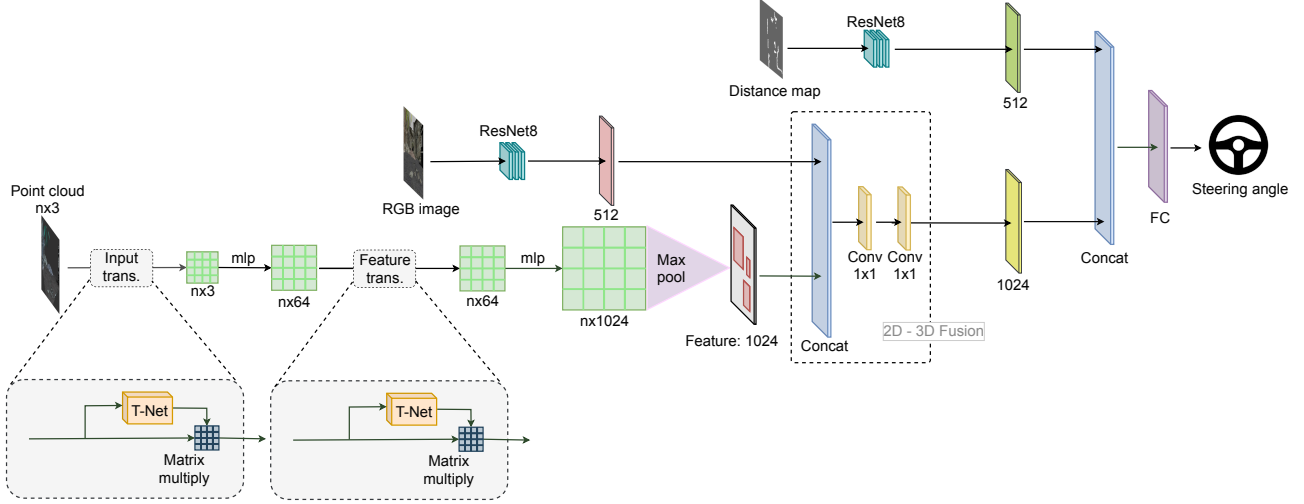 ResNet8
Distance map
512
ResNet8
RGB image
512
Point cloud
nx3
Input
trans.
nx3
mlp
nx64
Feature
trans.
nx64
mlp
nx1024
Max
pool
Feature: 1024
Concat
Conv
1x1
Conv
1x1
2D - 3D Fusion
1024
Concat
FC
Steering angle
T-Net
Matrix
multiply
T-Net
Matrix
multiply